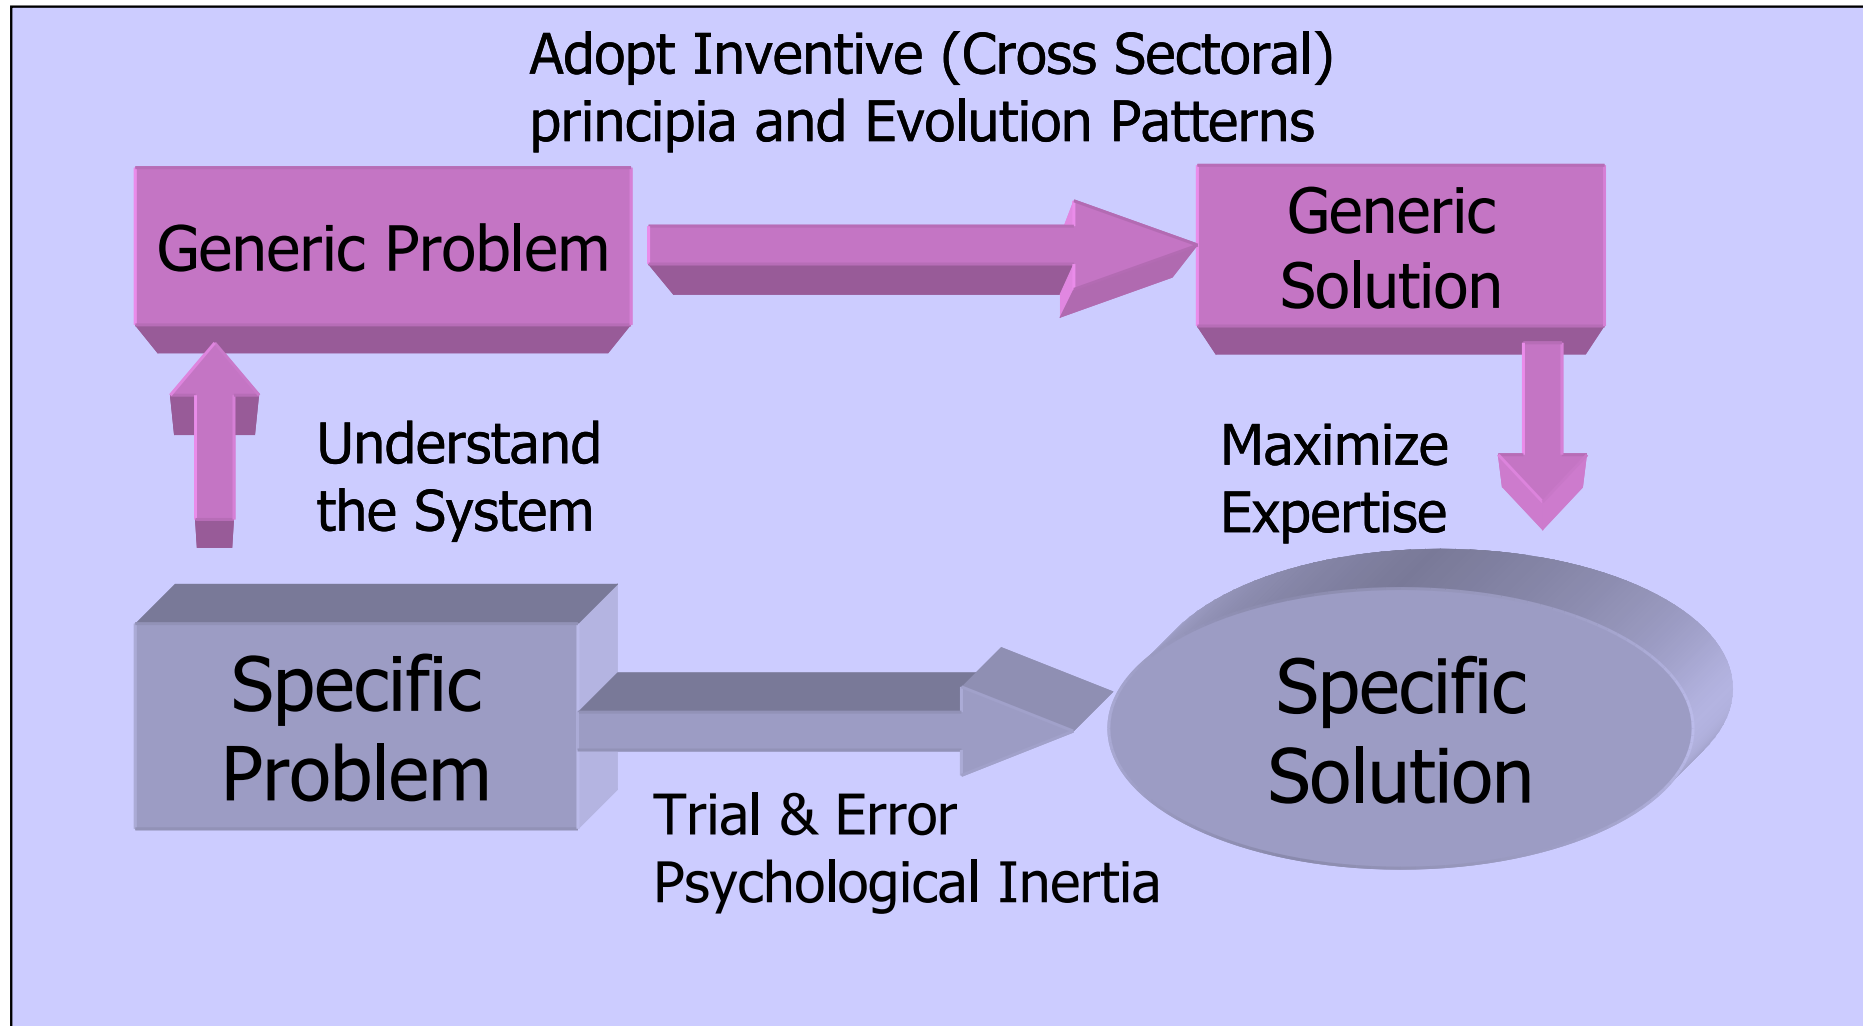 Adopt Inventive (Cross Sectoral)
principia and Evolution Patterns
Generic Problem
Generic
Solution
Understand
the System
Maximize
Expertise
Specific
Problem
Specific
Solution
Trial & Error
Psychological Inertia